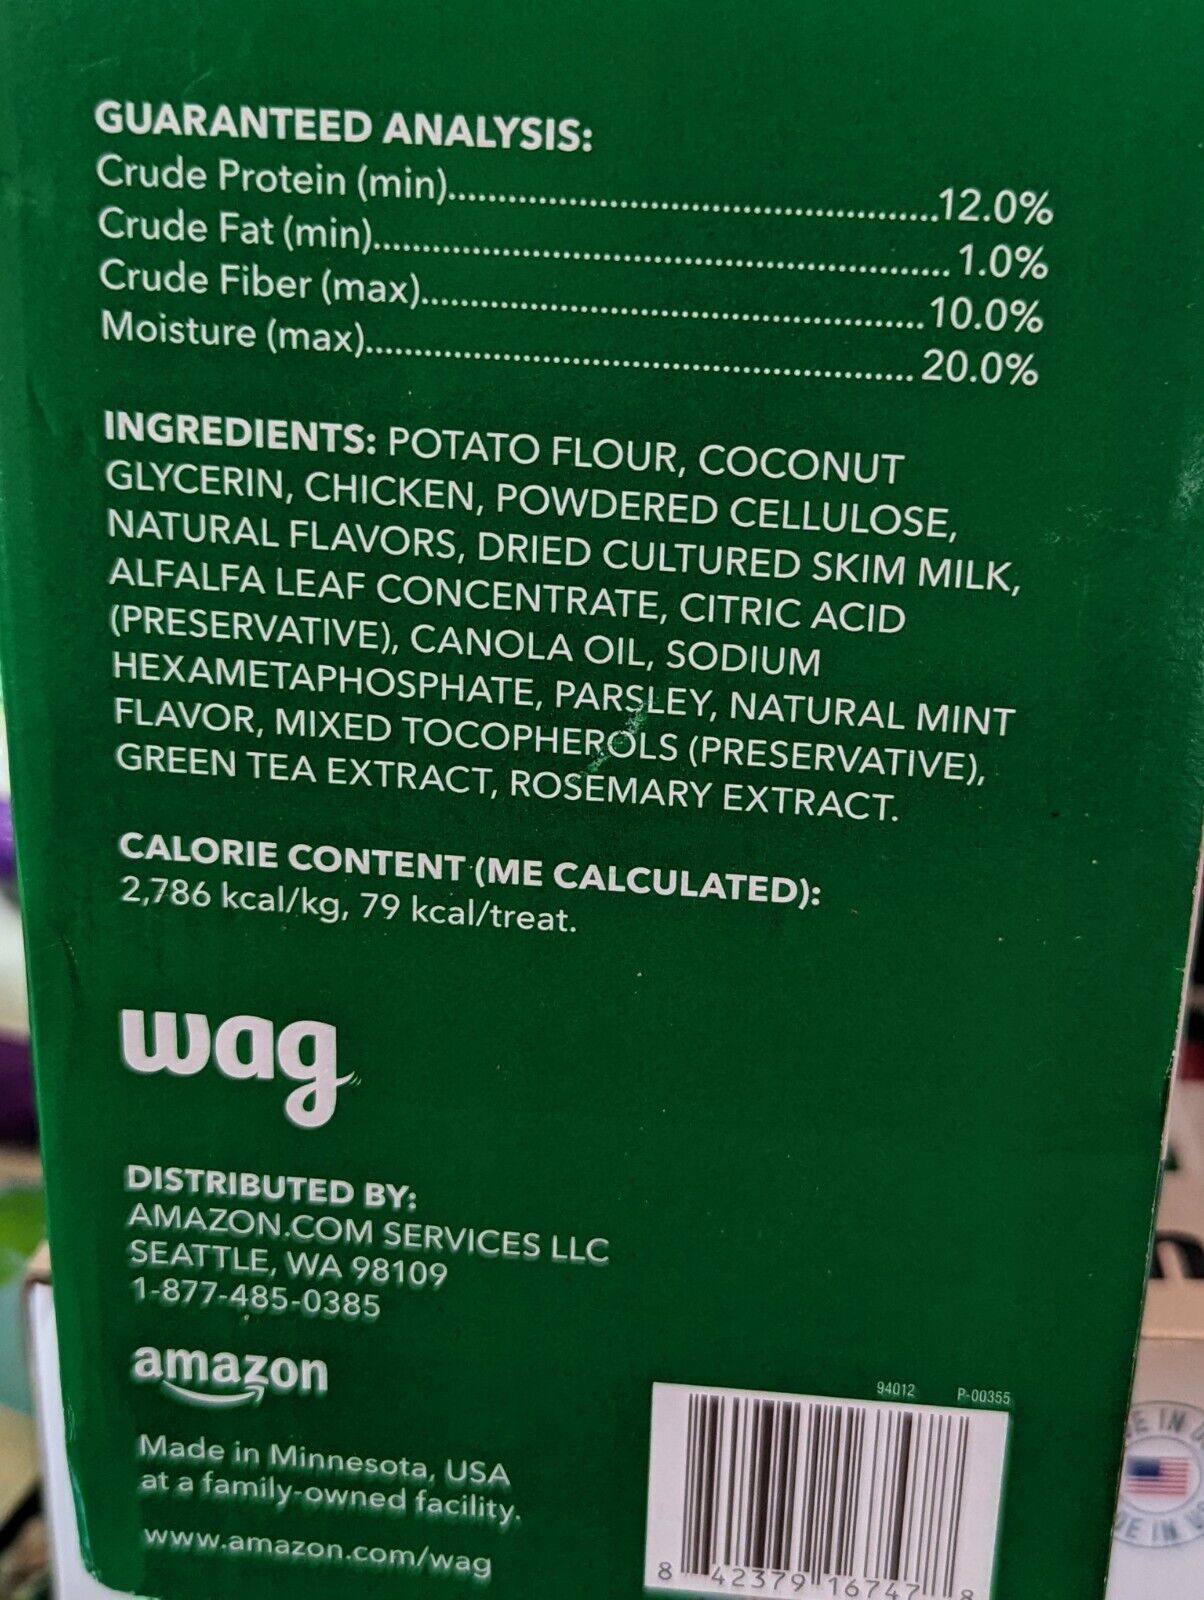 GUARANTEED ANALYSIS:
Crude Protein (min)..........................................12.0%
Crude Fat (min)..........................................1.0%
Crude Fiber (max)..........................................10.0%
Moisture (max)..........................................20.0%
INGREDIENTS: POTATO FLOUR, COCONUT
GLYCERIN, CHICKEN, POWDERED CELLULOSE,
NATURAL FLAVORS, DRIED CULTURED SKIM MILK,
ALFALFA LEAF CONCENTRATE, CITRIC ACID
(PRESERVATIVE), CANOLA OIL, SODIUM
HEXAMETAPHOSPHATE, PARSLEY, NATURAL MINT
FLAVOR, MIXED TOCOPHEROLS (PRESERVATIVE),
GREEN TEA EXTRACT, ROSEMARY EXTRACT.
CALORIE CONTENT (ME CALCULATED):
2,786 kcal/kg, 79 kcal/treat.
wag
DISTRIBUTED BY:
AMAZON.COM SERVICES LLC
SEATTLE, WA 98109
1-877-485-0385
amazon
Made in Minnesota, USA
at a family-owned facility.
www.amazon.com/wag
94012 P-00355
8 42379 16747 8